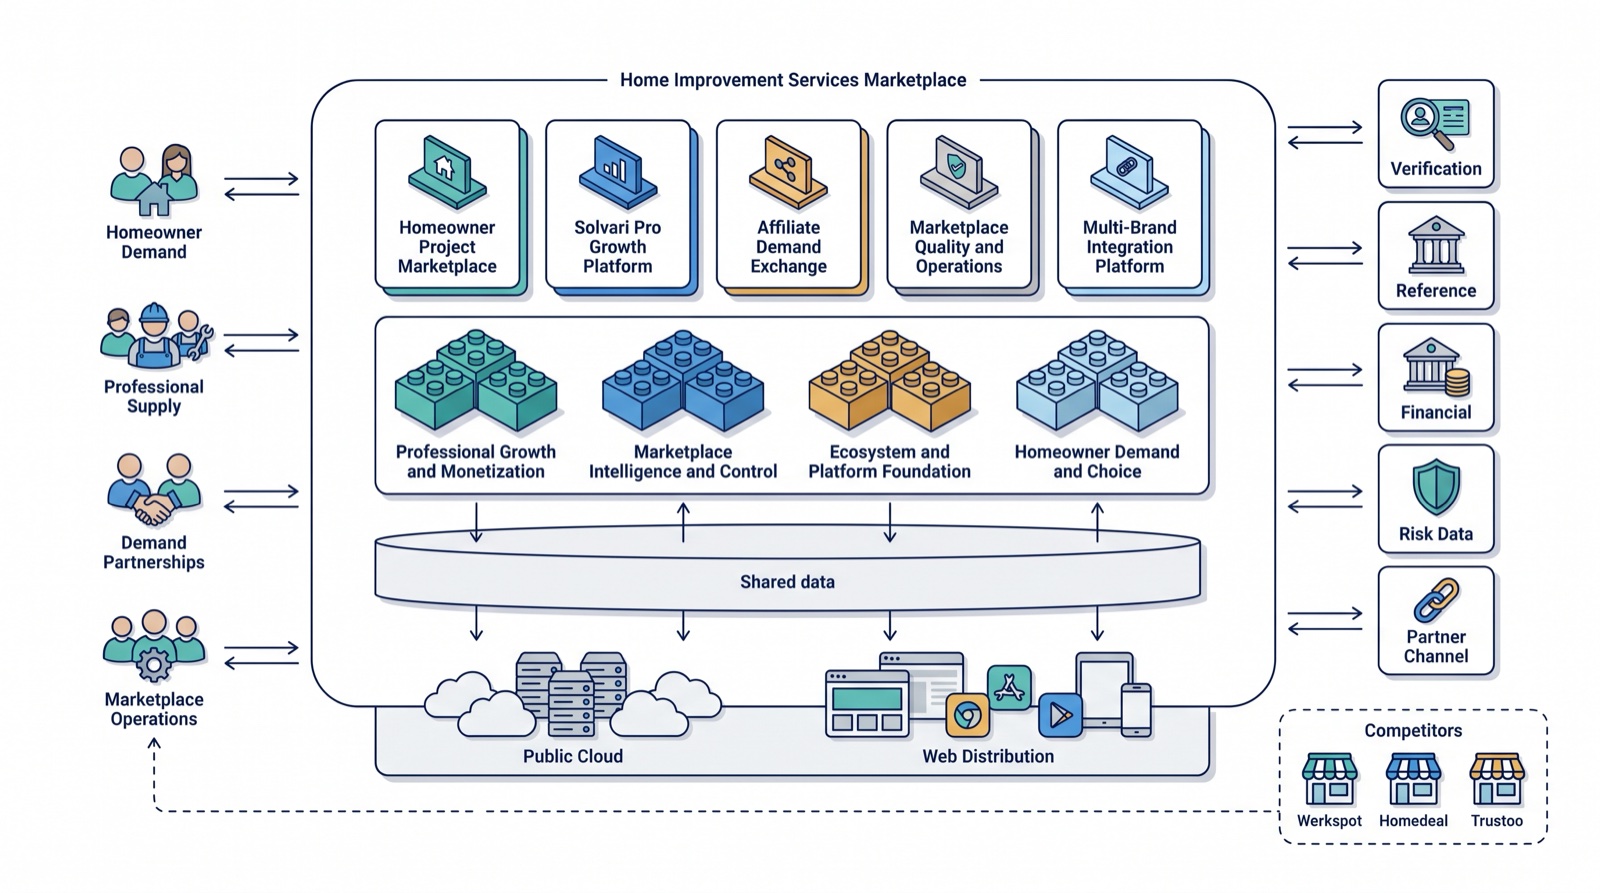 Home Improvement Services Marketplace
Homeowner
Demand
Professional
Supply
Demand
Partnerships
Marketplace
Operations
Homeowner
Project
Marketplace
Solvari Pro
Growth
Platform
Affiliate
Demand
Exchange
Marketplace
Quality and
Operations
Multi-Brand
Integration
Platform
Professional Growth
and Monetization
Marketplace
Intelligence and Control
Ecosystem and
Platform Foundation
Homeowner Demand
and Choice
Shared data
Public Cloud
Web Distribution
Verification
Reference
Financial
Risk Data
Partner
Channel
Competitors
Werkspot
Homedeal
Trustoo